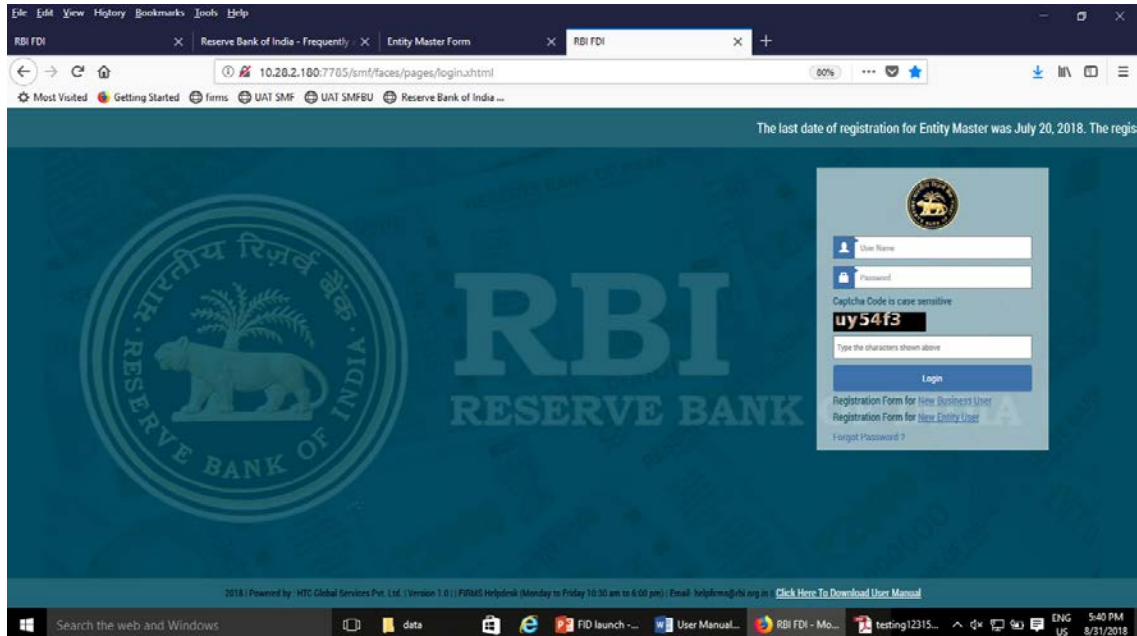 File Edit View History Bookmarks Tools Help
RBI FDI Reserve Bank of India - Frequently Entity Master Form RBI FDI
10.28.2.180:7785/smf/faces/pages/login.xhtml 80%
Most Visited Getting Started firms UAT SMF UAT SMFBU Reserve Bank of India ...
The last date of registration for Entity Master was July 20, 2018. The regis
भारतीय रिज़र्व बैंक
RESERVE BANK OF INDIA
RBI
RESERVE BANK
User Name
Password
Captcha Code is case sensitive
uy54f3
Type the characters shown above
Login
Registration Form for New Business User
Registration Form for New Entity User
Forgot Password ?
2018 | Powered by : HTC Global Services Pvt. Ltd. | Version 1.0 | | FIRMS Helpdesk (Monday to Friday 10:30 am to 6:00 pm) | Email- helpfirms@rbi.org.in | Click Here To Download User Manual
Search the web and Windows data FID launch -... User Manual... RBI FDI - Mo... testing12315... ENG 5:40 PM
US 8/31/2018